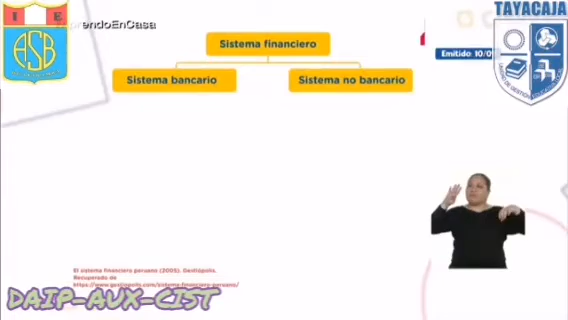 I E
ASB
prendoEnCasa
TAYACAJA
Emitido 10/0
Sistema financiero
Sistema bancario
Sistema no bancario
El sistema financiero peruano (2005). Gestiópolis.
Recuperado de
https://www.gestiopolis.com/sistema-financiero-peruano/
DAIP-AUX-CIST